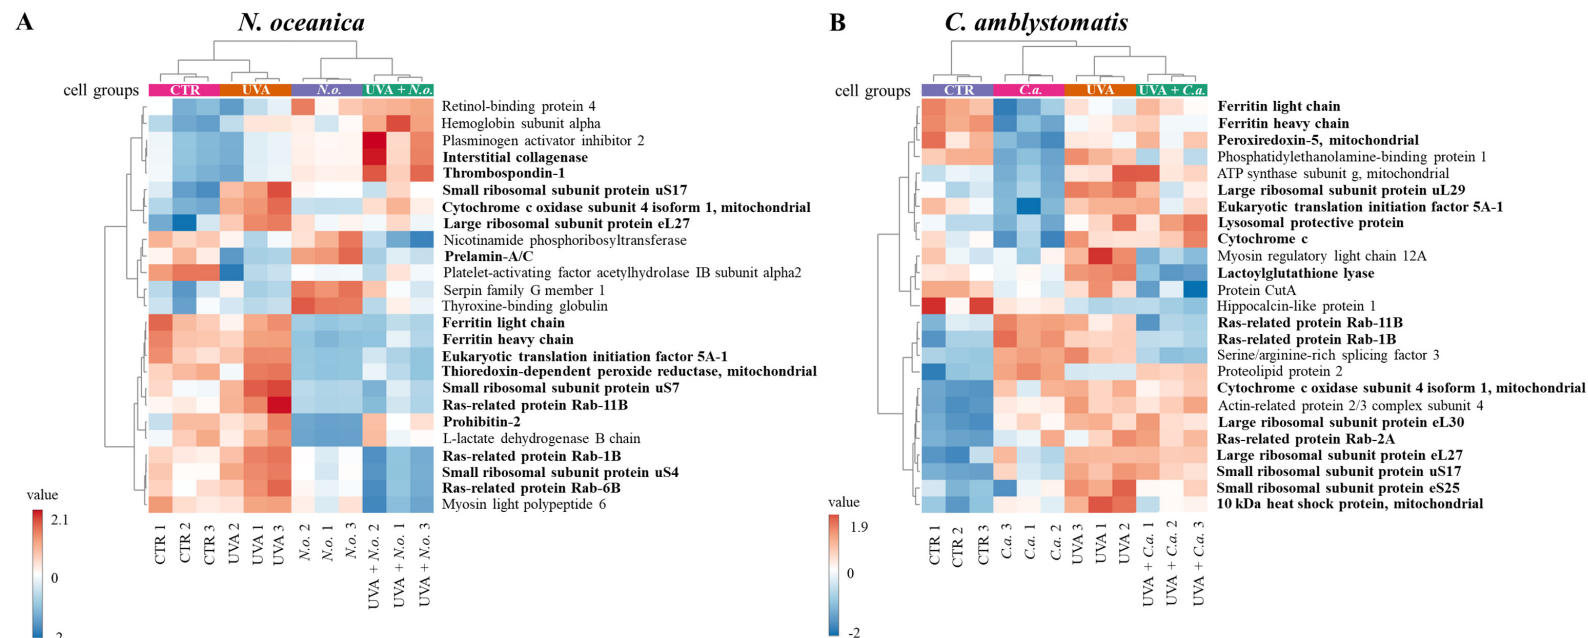 A
N. oceanica
cell groups
CTR
UVA
N.o.
UVA + N.o.
Retinol-binding protein 4
Hemoglobin subunit alpha
Plasminogen activator inhibitor 2
Interstitial collagenase
Thrombospondin-1
Small ribosomal subunit protein uS17
Cytochrome c oxidase subunit 4 isoform 1, mitochondrial
Large ribosomal subunit protein eL27
Nicotinamide phosphoribosyltransferase
Prelamin-A/C
Platelet-activating factor acetylhydrolase IB subunit alpha2
Serpin family G member 1
Thyroxine-binding globulin
Ferritin light chain
Ferritin heavy chain
Eukaryotic translation initiation factor 5A-1
Thioredoxin-dependent peroxide reductase, mitochondrial
Small ribosomal subunit protein uS7
Ras-related protein Rab-11B
Prohibitin-2
L-lactate dehydrogenase B chain
Ras-related protein Rab-1B
Small ribosomal subunit protein uS4
Ras-related protein Rab-6B
Myosin light polypeptide 6
value
2.1
0
-2
CTR 1
CTR 2
CTR 3
UVA 2
UVA 1
UVA 3
N.o. 2
N.o. 1
N.o. 3
UVA + N.o. 2
UVA + N.o. 1
UVA + N.o. 3
B
C. amblystomatis
cell groups
CTR
C.a.
UVA
UVA + C.a.
Ferritin light chain
Ferritin heavy chain
Peroxiredoxin-5, mitochondrial
Phosphatidylethanolamine-binding protein 1
ATP synthase subunit g, mitochondrial
Large ribosomal subunit protein uL29
Eukaryotic translation initiation factor 5A-1
Lysosomal protective protein
Cytochrome c
Myosin regulatory light chain 12A
Lactoylglutathione lyase
Protein CutA
Hippocalcin-like protein 1
Ras-related protein Rab-11B
Ras-related protein Rab-1B
Serine/arginine-rich splicing factor 3
Proteolipid protein 2
Cytochrome c oxidase subunit 4 isoform 1, mitochondrial
Actin-related protein 2/3 complex subunit 4
Large ribosomal subunit protein eL30
Ras-related protein Rab-2A
Large ribosomal subunit protein eL27
Small ribosomal subunit protein uS17
Small ribosomal subunit protein eS25
10 kDa heat shock protein, mitochondrial
value
1.9
0
-2
CTR 1
CTR 2
CTR 3
C.a. 3
C.a. 1
C.a. 2
UVA 3
UVA 1
UVA 2
UVA + C.a. 1
UVA + C.a. 2
UVA + C.a. 3